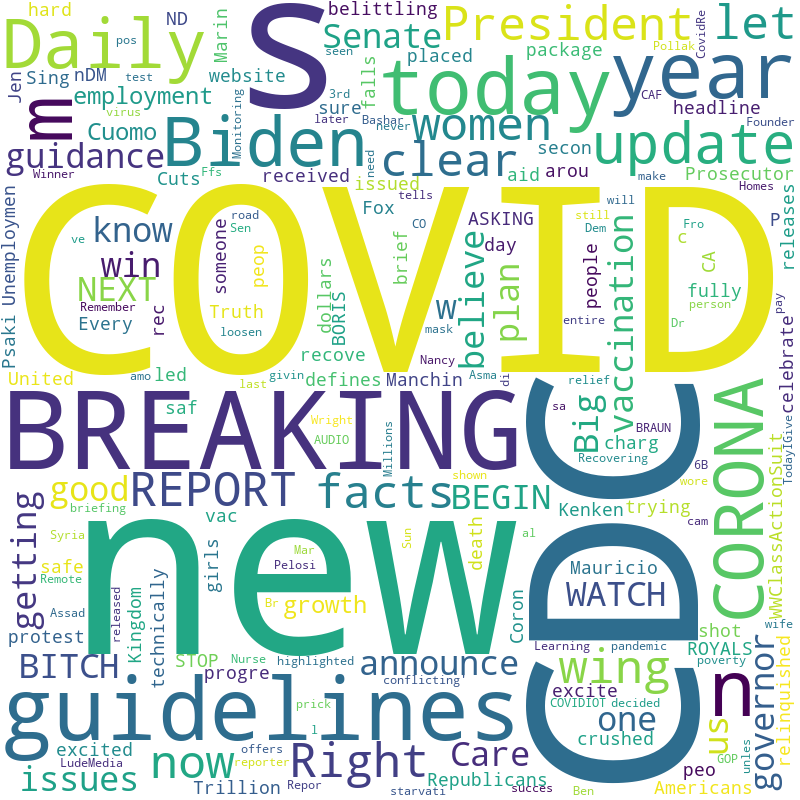 hard
ND
pos
Marin
belittling
Daily
S
Senate
President
let
Jen
Sing
nDM
website
seen
placed
package
Pollak
CovidRe
test
employment
virus
3rd
sure
falls
today
year
m
Cuomo
Monitoring
later
Bashar
never
CAF
headline
Founder
guidance
Biden
women
secon
update
Winner
Cuts
Ffs
received
issued
need
clear
aid
arou
make
Prosecutor
Homes
tells
will
COVID
know
road
Sen
someone
peop
Fox
CO
brief
ASKING
day
still
Dem
people
Fro
C
P
releases
ve
win
NEXT
Remember
Every
rec
Truth
loosen
dollars
BORIS
mask
W
believe
plan
entire
vaccination
CA
fully
person
Dr
pay
Psaki Unemploymen
United
amo
led
saf
last
givin
recove
defines
Manchin
Nancy
Asma
di
relief
sa
celebrate
BREAKING
Wright
AUDIO
Millions
CDC
Big
charg
Recovering
BRAUN
6B
CORONA
TodayIGive
WWClassActionSuit
wore
cam
good
REPORT
facts
shown
BEGIN
Kenken
trying
getting
briefing
vac
new
Syria
safe
Remote
Assad
protest
released
Kingdom
technically
girls
Mar
Pelosi
Br
growth
Sun
death
al
Coron
Mauricio
WATCH
shot
ROYALS
wife
poverty
BITCH
STOP
Nurse
progre
highlighted
conflicting
announce
Learning
pandemic
wing
excite
COVIDIOT
decided
n
governor
relinquished
guidelines
prick
l
one
crushed
us
GOP
unles
issues
excited
LudeMedia
now
offers
reporter
Right
Care
Republicans
peo
Americans
Trillion
Repor
starvati
succes
Ben